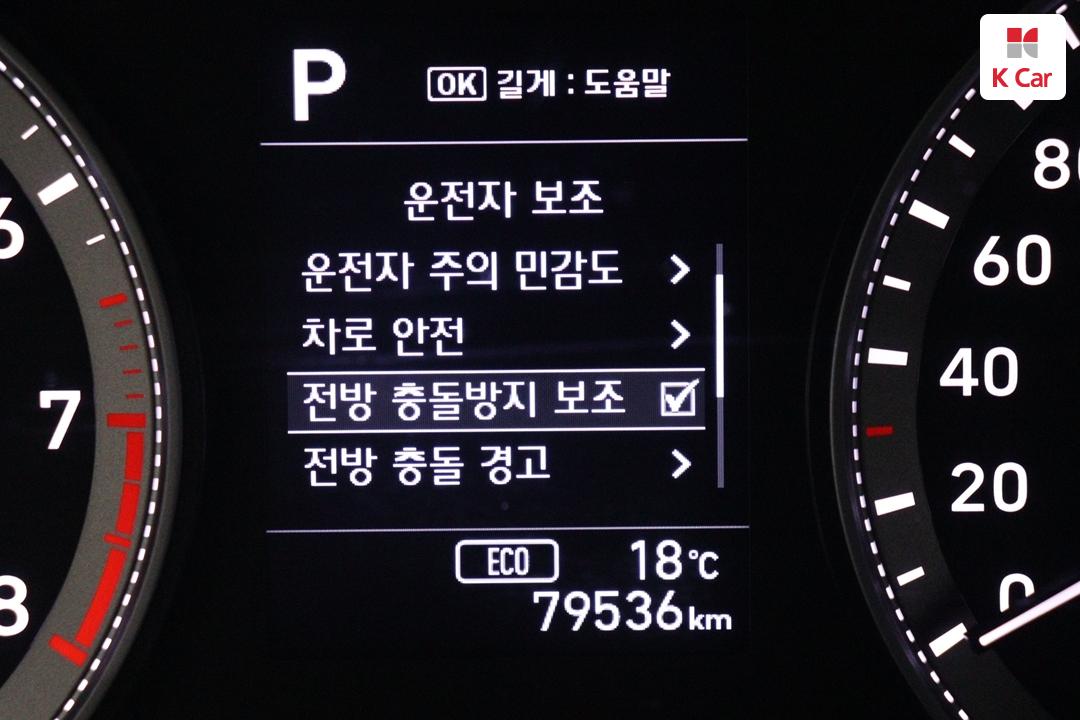 P OK 길게 : 도움말
K Car
운전자 보조
운전자 주의 민감도 >
차로 안전 >
전방 충돌방지 보조
전방 충돌 경고 >
ECO 18℃
79536km
6
7
8
80
60
40
20
0